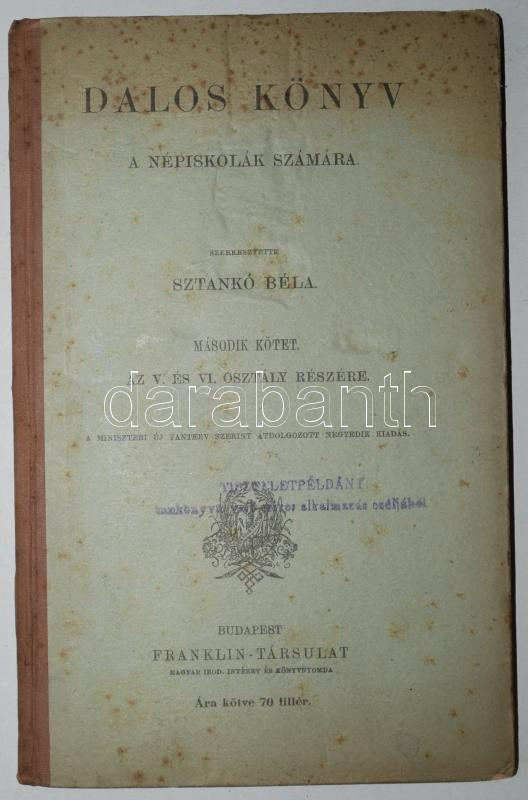 DALOS KÖNYV
A NÉPISKOLÁK SZÁMÁRA.
SZERKESZTETTE
SZTANKÓ BÉLA.
MÁSODIK KÖTET.
AZ V. ÉS VI. OSZTÁLY RÉSZÉRE.
darabanth
A MINISZTERI ÚJ TANTERV SZERINT ÁTDOLGOZOTT NEGYEDIK KIADÁS.
TISZTELETPÉLDÁNY
alkalmazás céljából
BUDAPEST
FRANKLIN-TÁRSULAT
MAGYAR IROD. INTÉZET ÉS KÖNYVNYOMDA
Ára kötve 70 fillér.